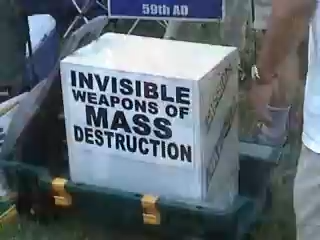 59th AD
INVISIBLE
WEAPONS OF
MASS
DESTRUCTION